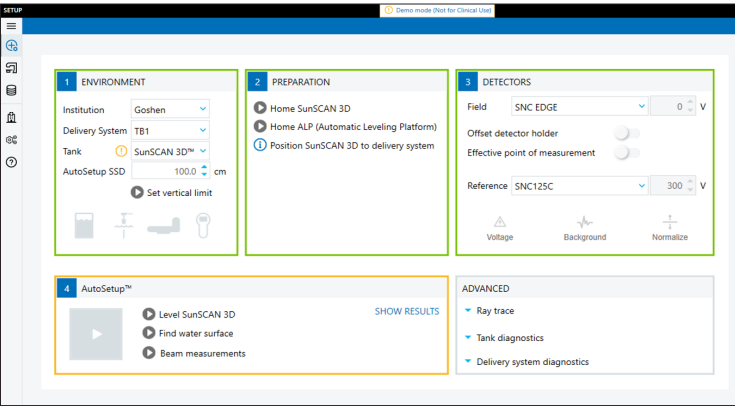 SETUP
Demo mode (Not for Clinical Use)
1 ENVIRONMENT
Institution Goshen
Delivery System TB1
Tank SunSCAN 3D™
AutoSetup SSD 100.0 cm
Set vertical limit
2 PREPARATION
Home SunSCAN 3D
Home ALP (Automatic Leveling Platform)
Position SunSCAN 3D to delivery system
3 DETECTORS
Field SNC EDGE 0 V
Offset detector holder
Effective point of measurement
Reference SNC125C 300 V
Voltage Background Normalize
4 AutoSetup™
Level SunSCAN 3D SHOW RESULTS
Find water surface
Beam measurements
ADVANCED
Ray trace
Tank diagnostics
Delivery system diagnostics